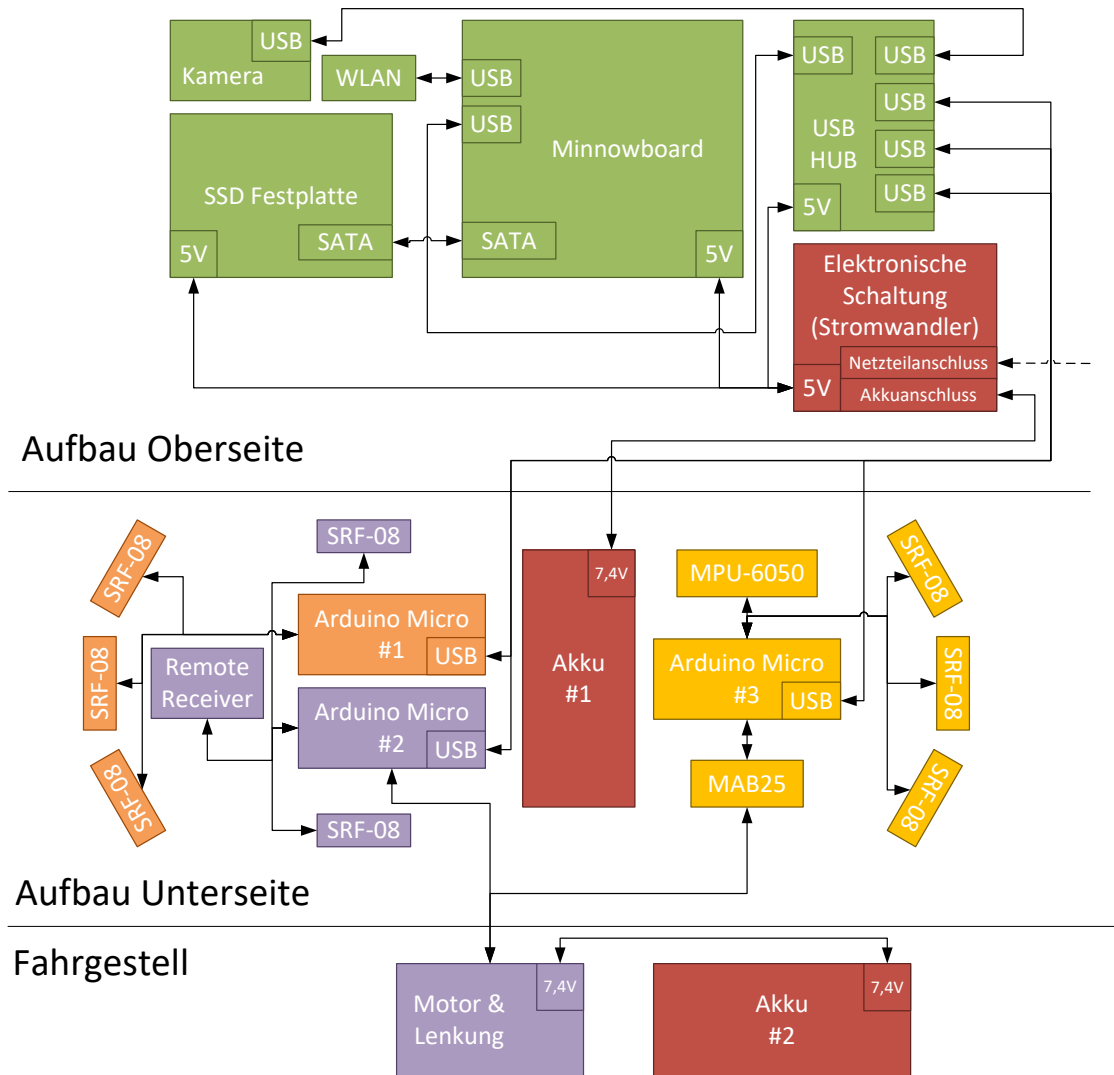 USB
Kamera
WLAN
USB
USB
Minnowboard
SSD Festplatte
SATA
5V
SATA
5V
USB
USB
USB
USB
USB
USB
HUB
5V
Elektronische
Schaltung
(Stromwandler)
Netzteilanschluss
5V
Akkuanschluss
Aufbau Oberseite
SRF-08
SRF-08
SRF-08
SRF-08
Arduino Micro
#1
USB
Remote
Receiver
Arduino Micro
#2
USB
SRF-08
7,4V
Akku
#1
MPU-6050
Arduino Micro
#3
USB
MAB25
SRF-08
SRF-08
SRF-08
Aufbau Unterseite
Fahrgestell
7,4V
Motor &
Lenkung
7,4V
Akku
#2